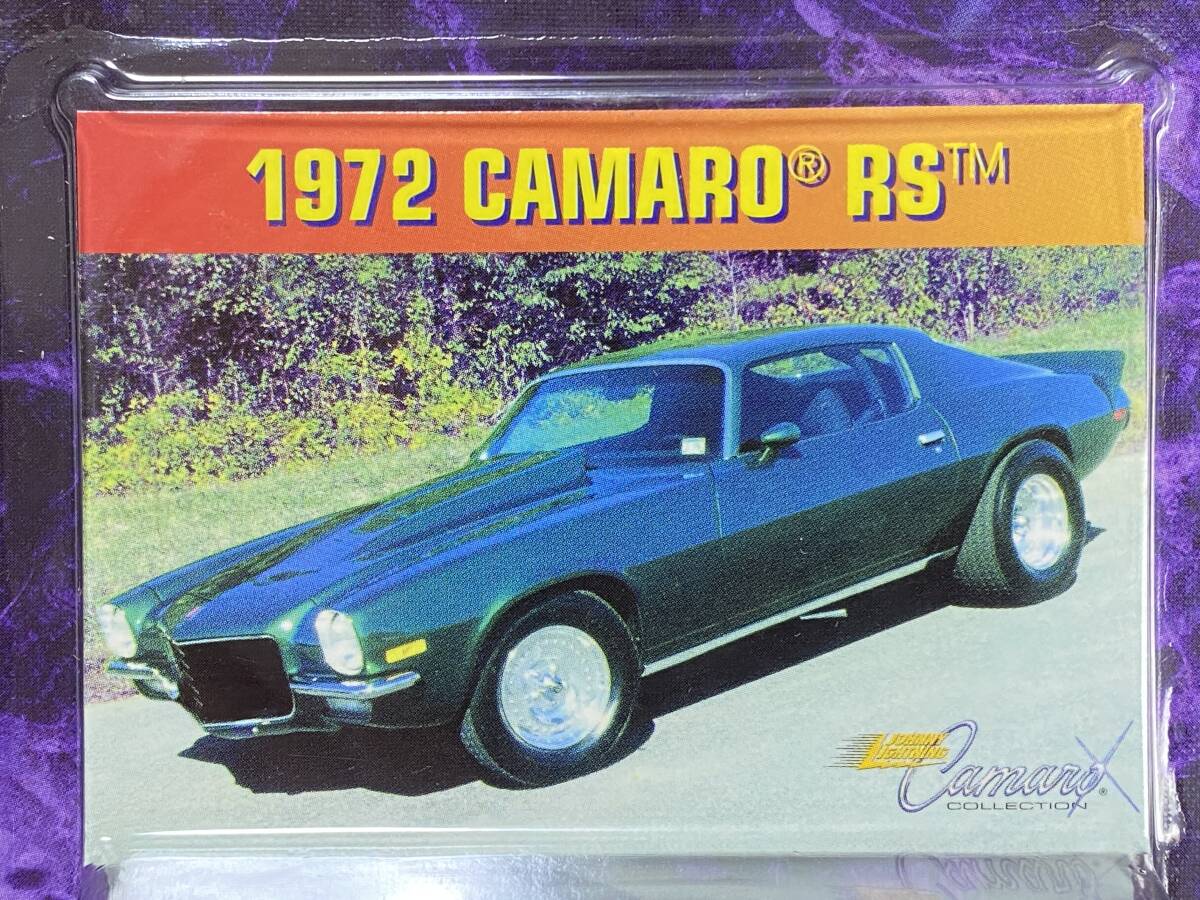 1972 CAMARO® RS™
JOHNNY
LIGHTNING
Camaro®
COLLECTION